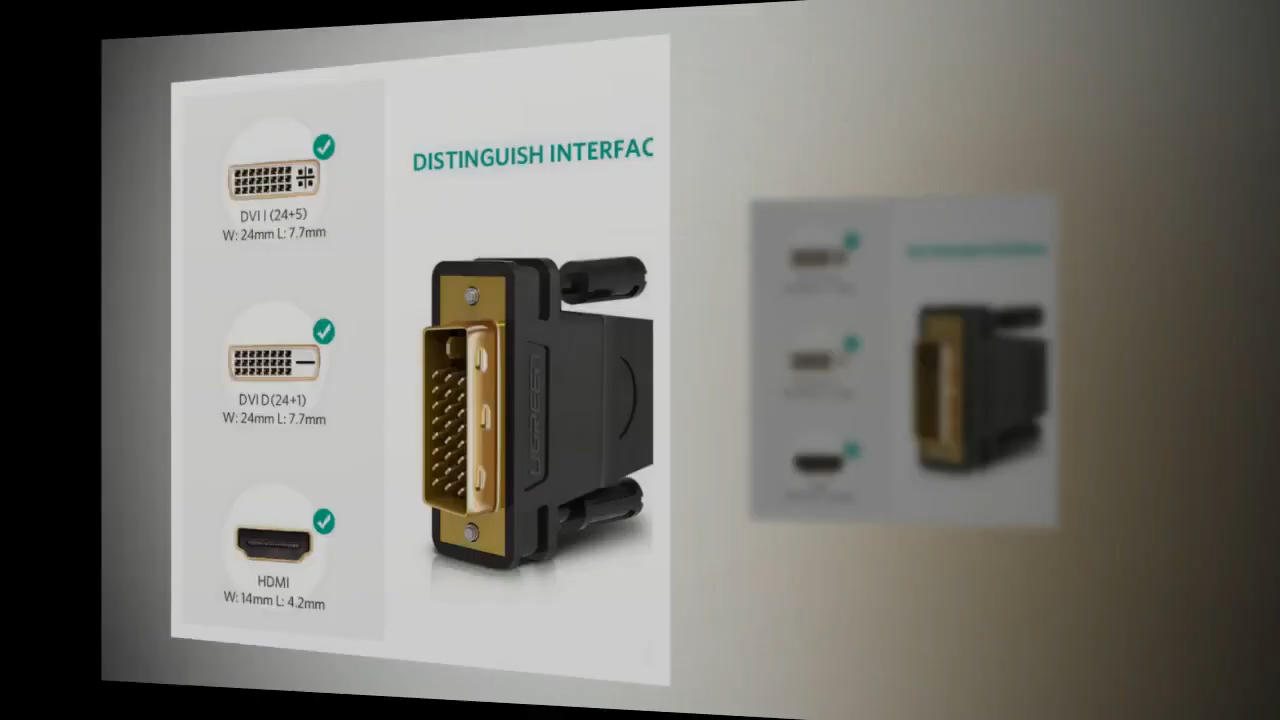 DVI I (24+5)
W: 24mm L: 7.7mm
DVI D(24+1)
W: 24mm L: 7.7mm
HDMI
W: 14mm L: 4.2mm
DISTINGUISH INTERFAC
UGREEN